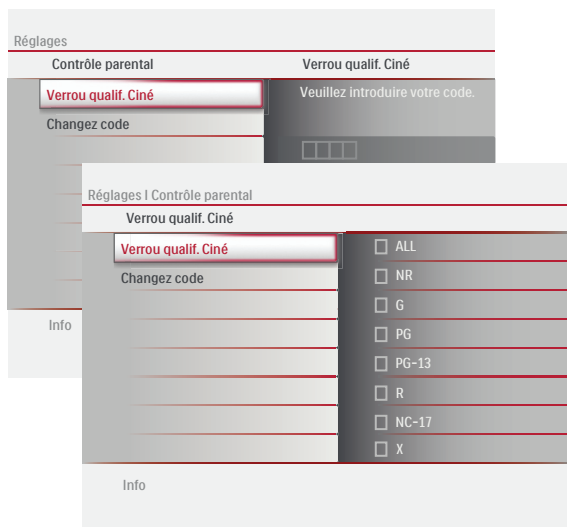 Réglages
Contrôle parental Verrou qualif. Ciné
Verrou qualif. Ciné Veuillez introduire votre code.
Changez code
Info
Réglages I Contrôle parental
Verrou qualif. Ciné
Verrou qualif. Ciné ALL
Changez code NR
G
PG
PG-13
R
NC-17
X
Info